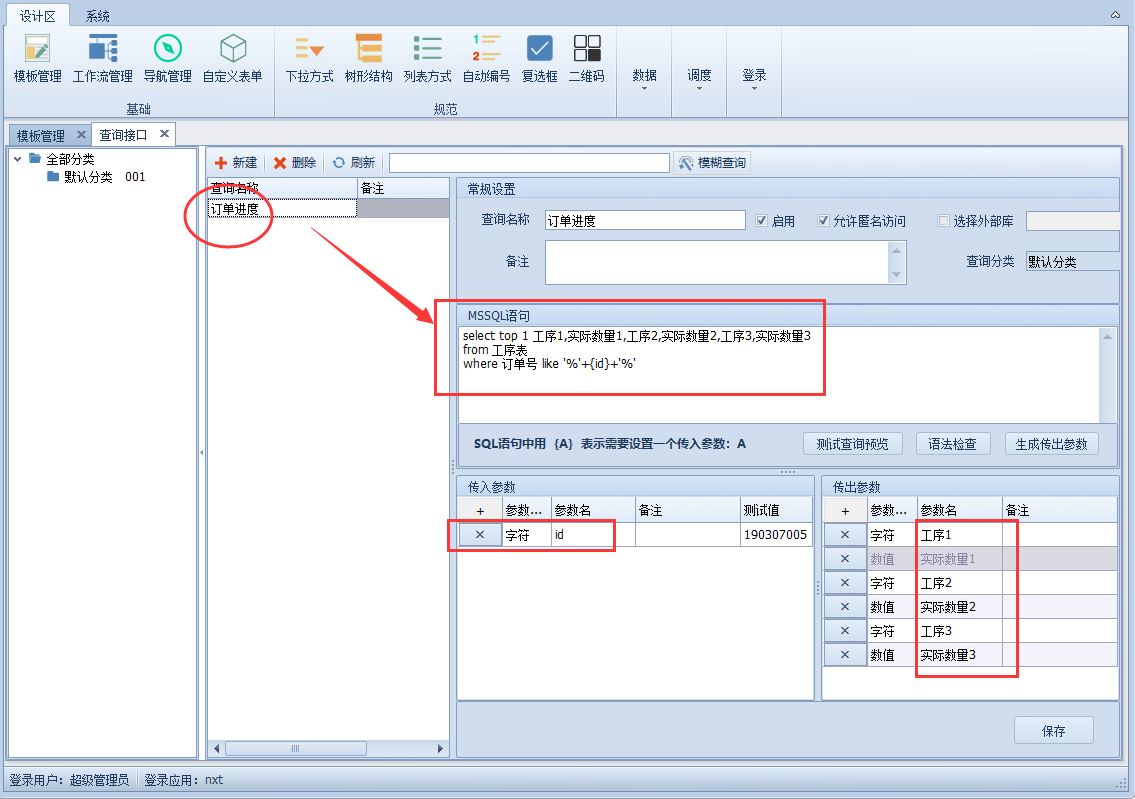 设计区 系统
模板管理 工作流管理 导航管理 自定义表单 下拉方式 树形结构 列表方式 自动编号 复选框 二维码 数据 调度 登录
基础 规范
模板管理 查询接口
全部分类
默认分类 001
新建 删除 刷新 模糊查询
查询名称 备注
订单进度
常规设置
查询名称 订单进度 启用 允许匿名访问 选择外部库
备注 查询分类 默认分类
MSSQL语句
select top 1 工序1,实际数量1,工序2,实际数量2,工序3,实际数量3
from 工序表
where 订单号 like '%'+{id}+'%'
SQL语句中用 {A} 表示需要设置一个传入参数: A 测试查询预览 语法检查 生成传出参数
传入参数
+ 参数... 参数名 备注 测试值
× 字符 id 190307005
传出参数
+ 参数... 参数名 备注
× 字符 工序1
× 数值 实际数量1
× 字符 工序2
× 数值 实际数量2
× 字符 工序3
× 数值 实际数量3
保存
登录用户: 超级管理员 登录应用: nxt